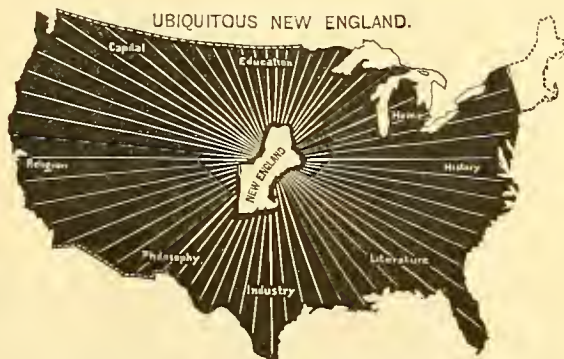 UBIQUITOUS NEW ENGLAND.
Capital
Education
Home
NEW ENGLAND
Religion
History
Philosophy
Literature
Industry